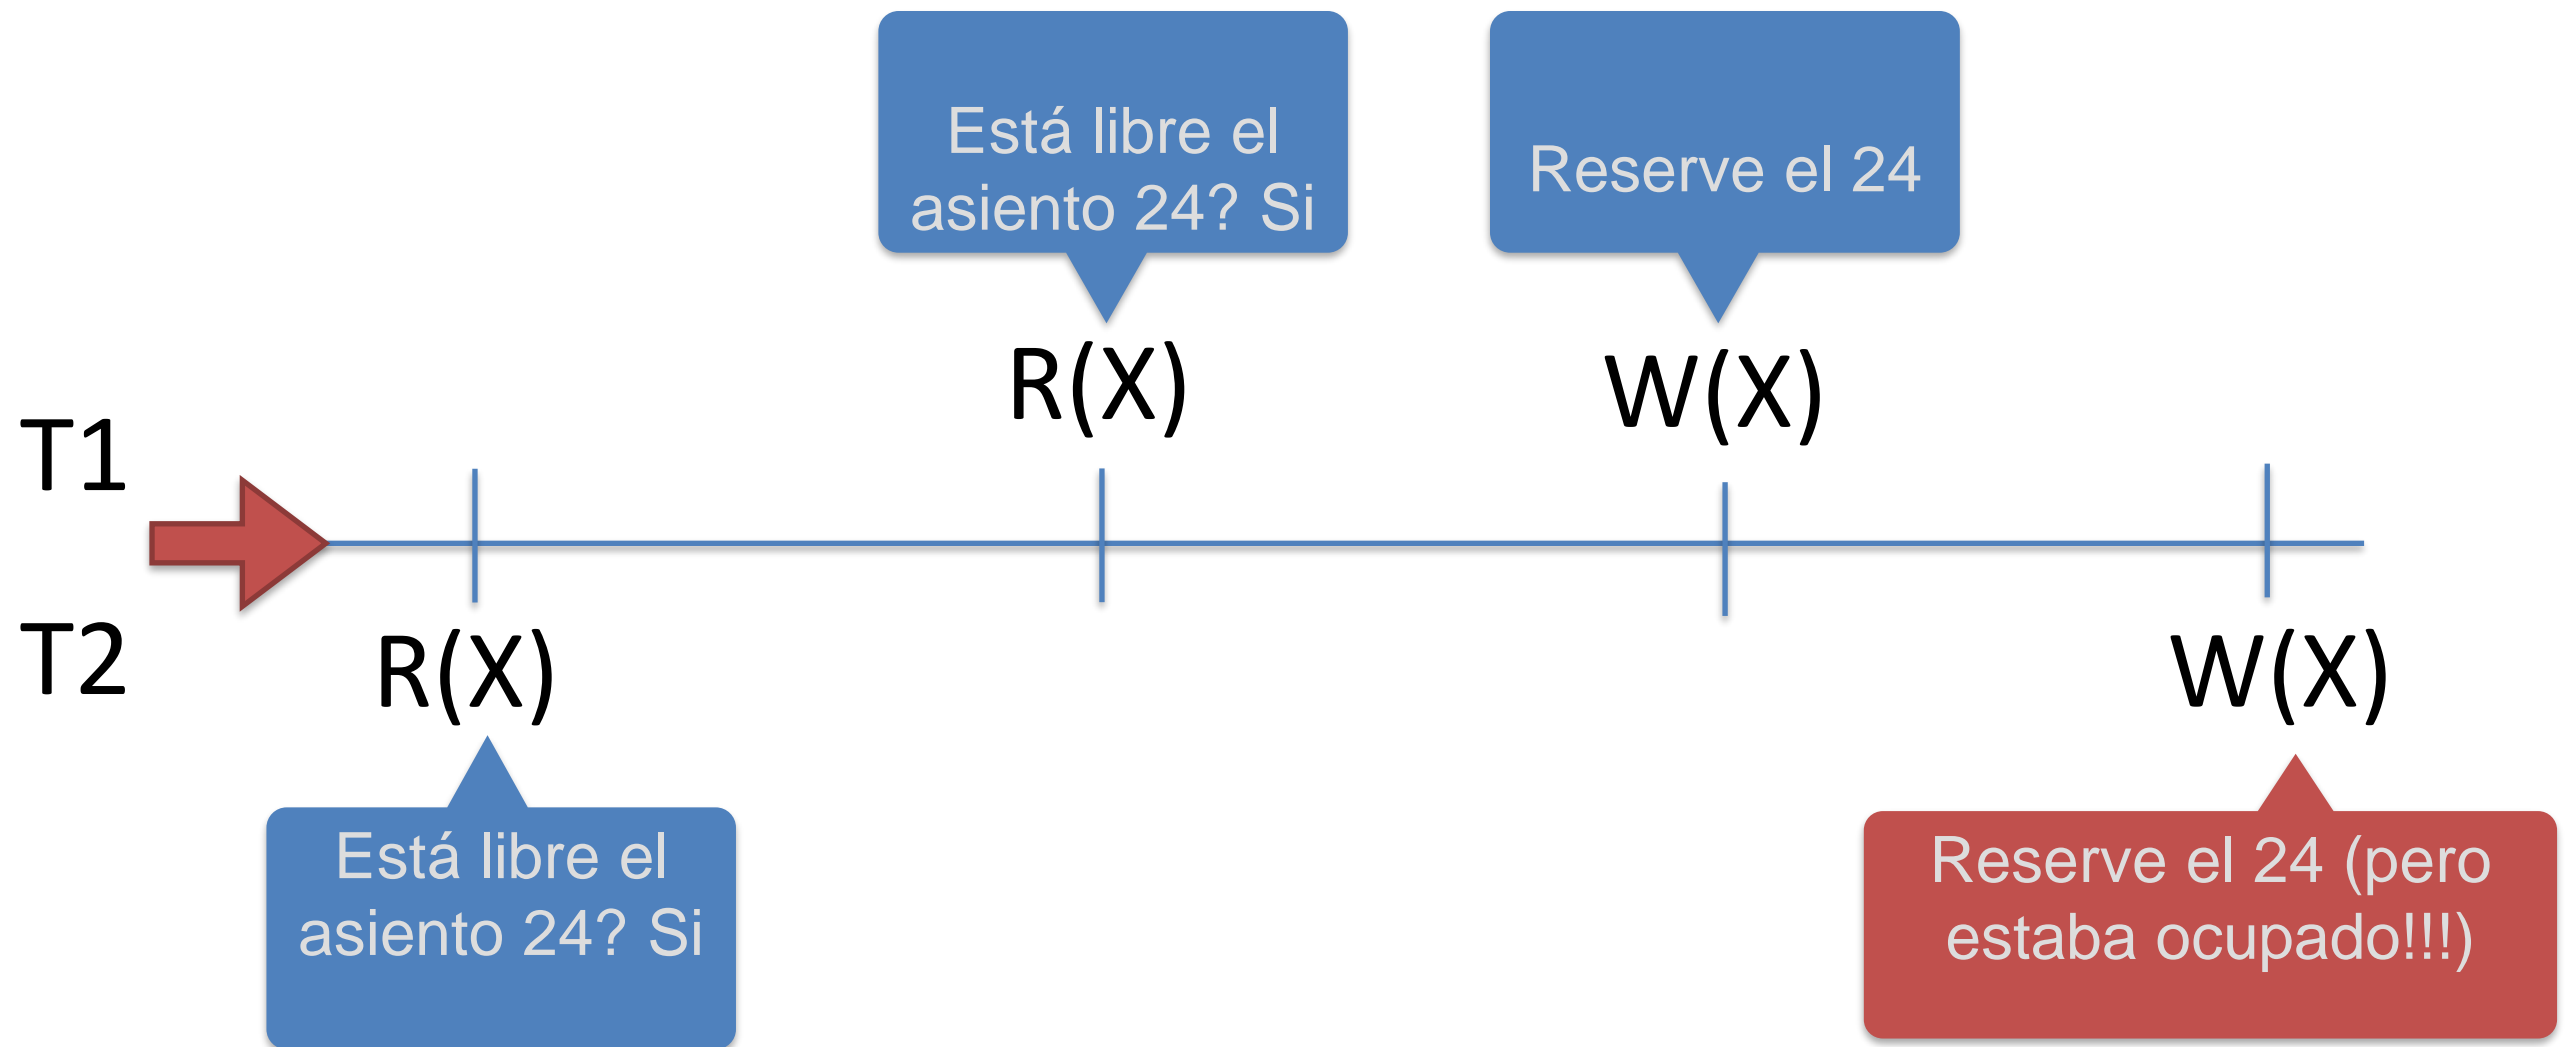 Está libre el
asiento 24? Si
Reserve el 24
R(X)
W(X)
T1
T2
R(X)
W(X)
Está libre el
asiento 24? Si
Reserve el 24 (pero
estaba ocupado!!!)